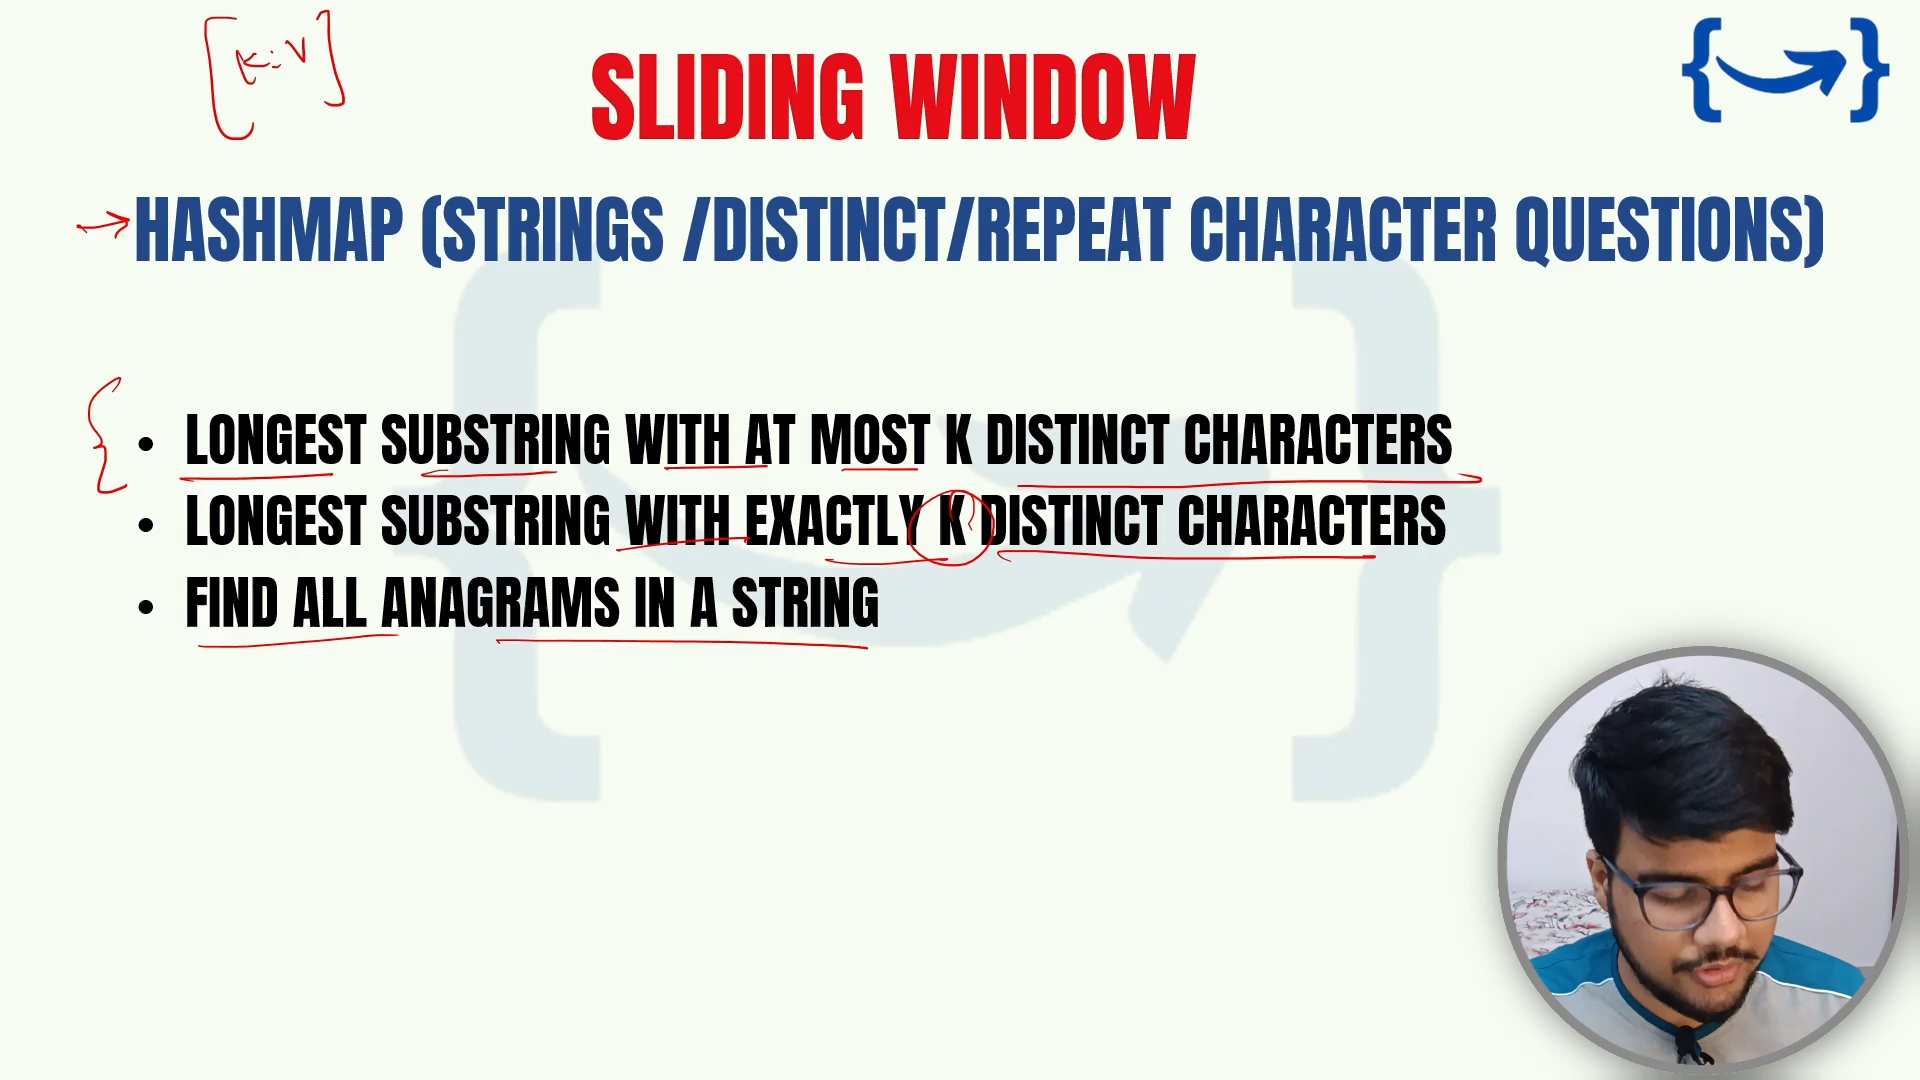 [K:V]
SLIDING WINDOW
HASHMAP (STRINGS /DISTINCT/REPEAT CHARACTER QUESTIONS)
• LONGEST SUBSTRING WITH AT MOST K DISTINCT CHARACTERS
• LONGEST SUBSTRING WITH EXACTLY K DISTINCT CHARACTERS
• FIND ALL ANAGRAMS IN A STRING